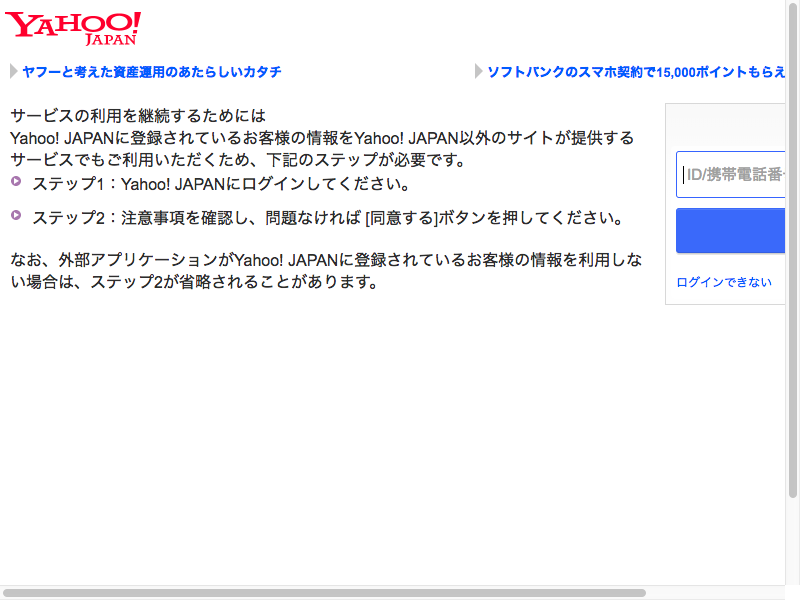 YAHOO!
JAPAN
ヤフーと考えた資産運用のあたらしいカタチ
ソフトバンクのスマホ契約で15,000ポイントもらえ
サービスの利用を継続するためには
Yahoo! JAPANに登録されているお客様の情報をYahoo! JAPAN以外のサイトが提供する
サービスでもご利用いただくため、下記のステップが必要です。
ステップ1：Yahoo! JAPANにログインしてください。
ステップ2：注意事項を確認し、問題なければ [同意する]ボタンを押してください。
なお、外部アプリケーションがYahoo! JAPANに登録されているお客様の情報を利用しな
い場合は、ステップ2が省略されることがあります。
ID/携帯電話番
ログインできない